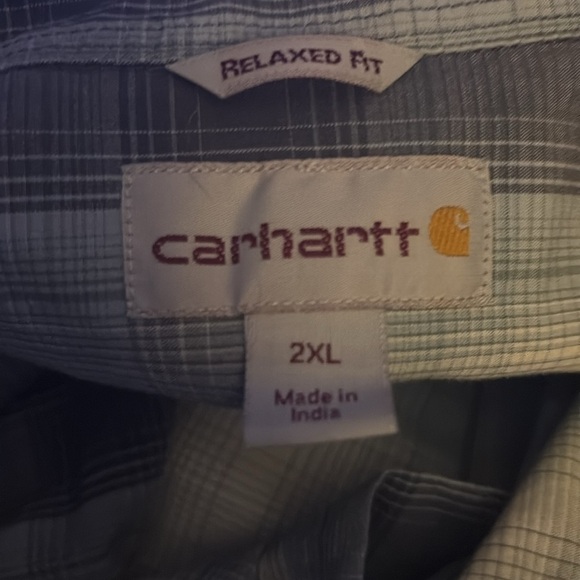 RELAXED FIT
carhartt
2XL
Made in
India